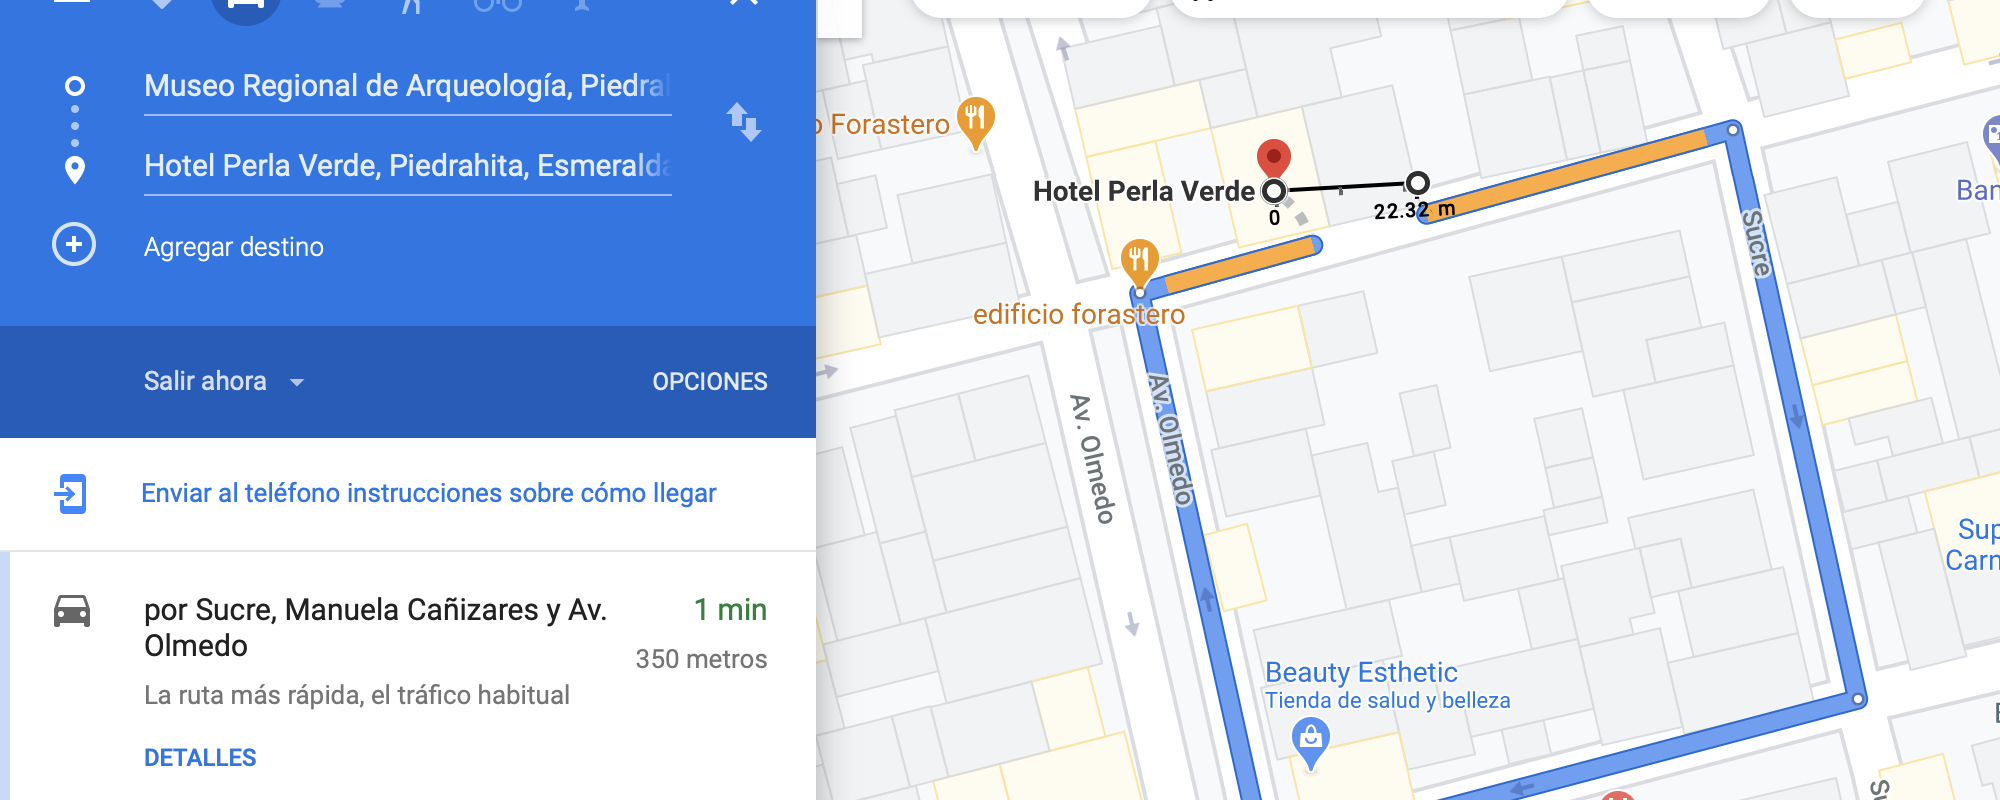 Museo Regional de Arqueología, Piedra
Hotel Perla Verde, Piedrahita, Esmeralda
Agregar destino
Salir ahora
OPCIONES
Enviar al teléfono instrucciones sobre cómo llegar
por Sucre, Manuela Cañizares y Av.
Olmedo
1 min
350 metros
La ruta más rápida, el tráfico habitual
DETALLES
o Forastero
Hotel Perla Verde
0
22.32 m
edificio forastero
Sucre
Av. Olmedo
Av. Olmedo
Beauty Esthetic
Tienda de salud y belleza
Ban
Sup
Carn
Su